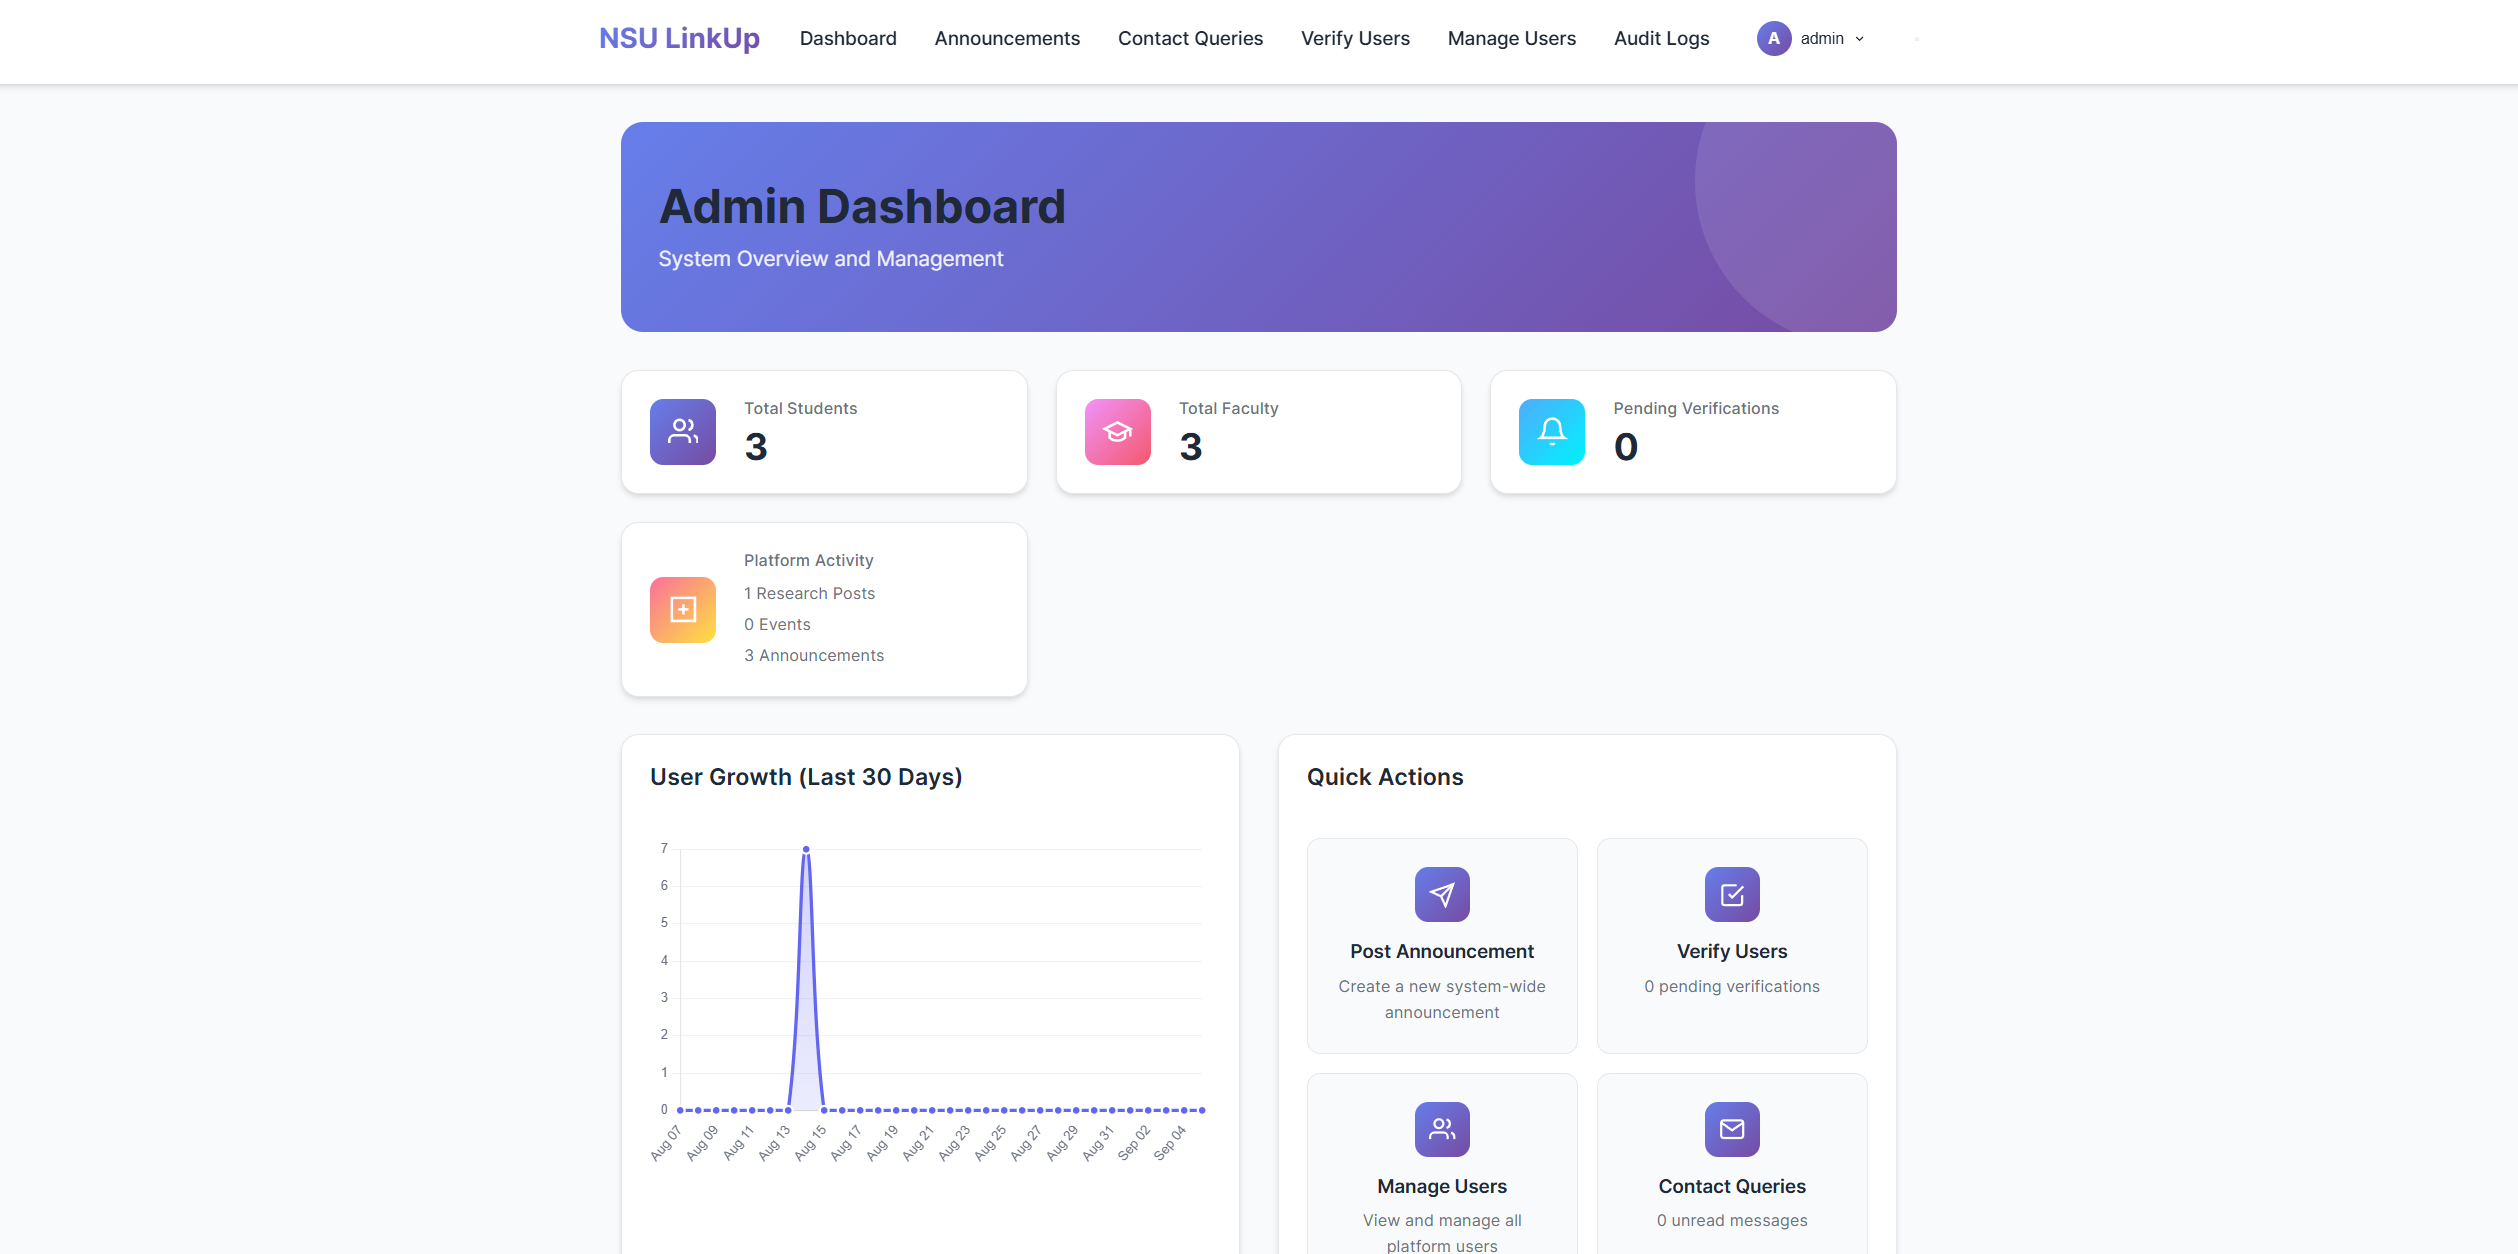 NSU LinkUp
Dashboard
Announcements
Contact Queries
Verify Users
Manage Users
Audit Logs
A
admin
Admin Dashboard
System Overview and Management
Total Students
3
Total Faculty
3
Pending Verifications
0
Platform Activity
1 Research Posts
0 Events
3 Announcements
User Growth (Last 30 Days)
7
6
5
4
3
2
1
0
Aug 07
Aug 09
Aug 11
Aug 13
Aug 15
Aug 17
Aug 19
Aug 21
Aug 23
Aug 25
Aug 27
Aug 29
Aug 31
Sep 02
Sep 04
Quick Actions
Post Announcement
Create a new system-wide
announcement
Verify Users
0 pending verifications
Manage Users
View and manage all
platform users
Contact Queries
0 unread messages